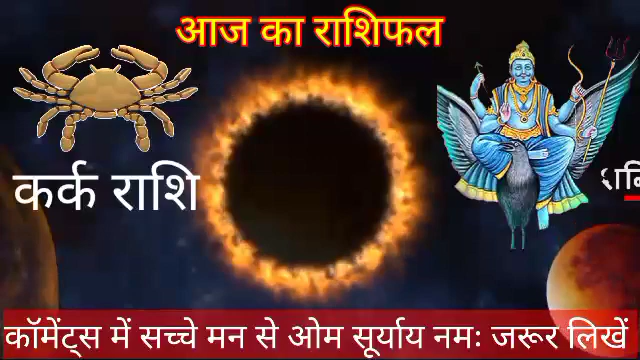 आज का राशिफल
कर्क राशि
कॉमेंट्स में सच्चे मन से ओम सूर्याय नमः जरूर लिखें